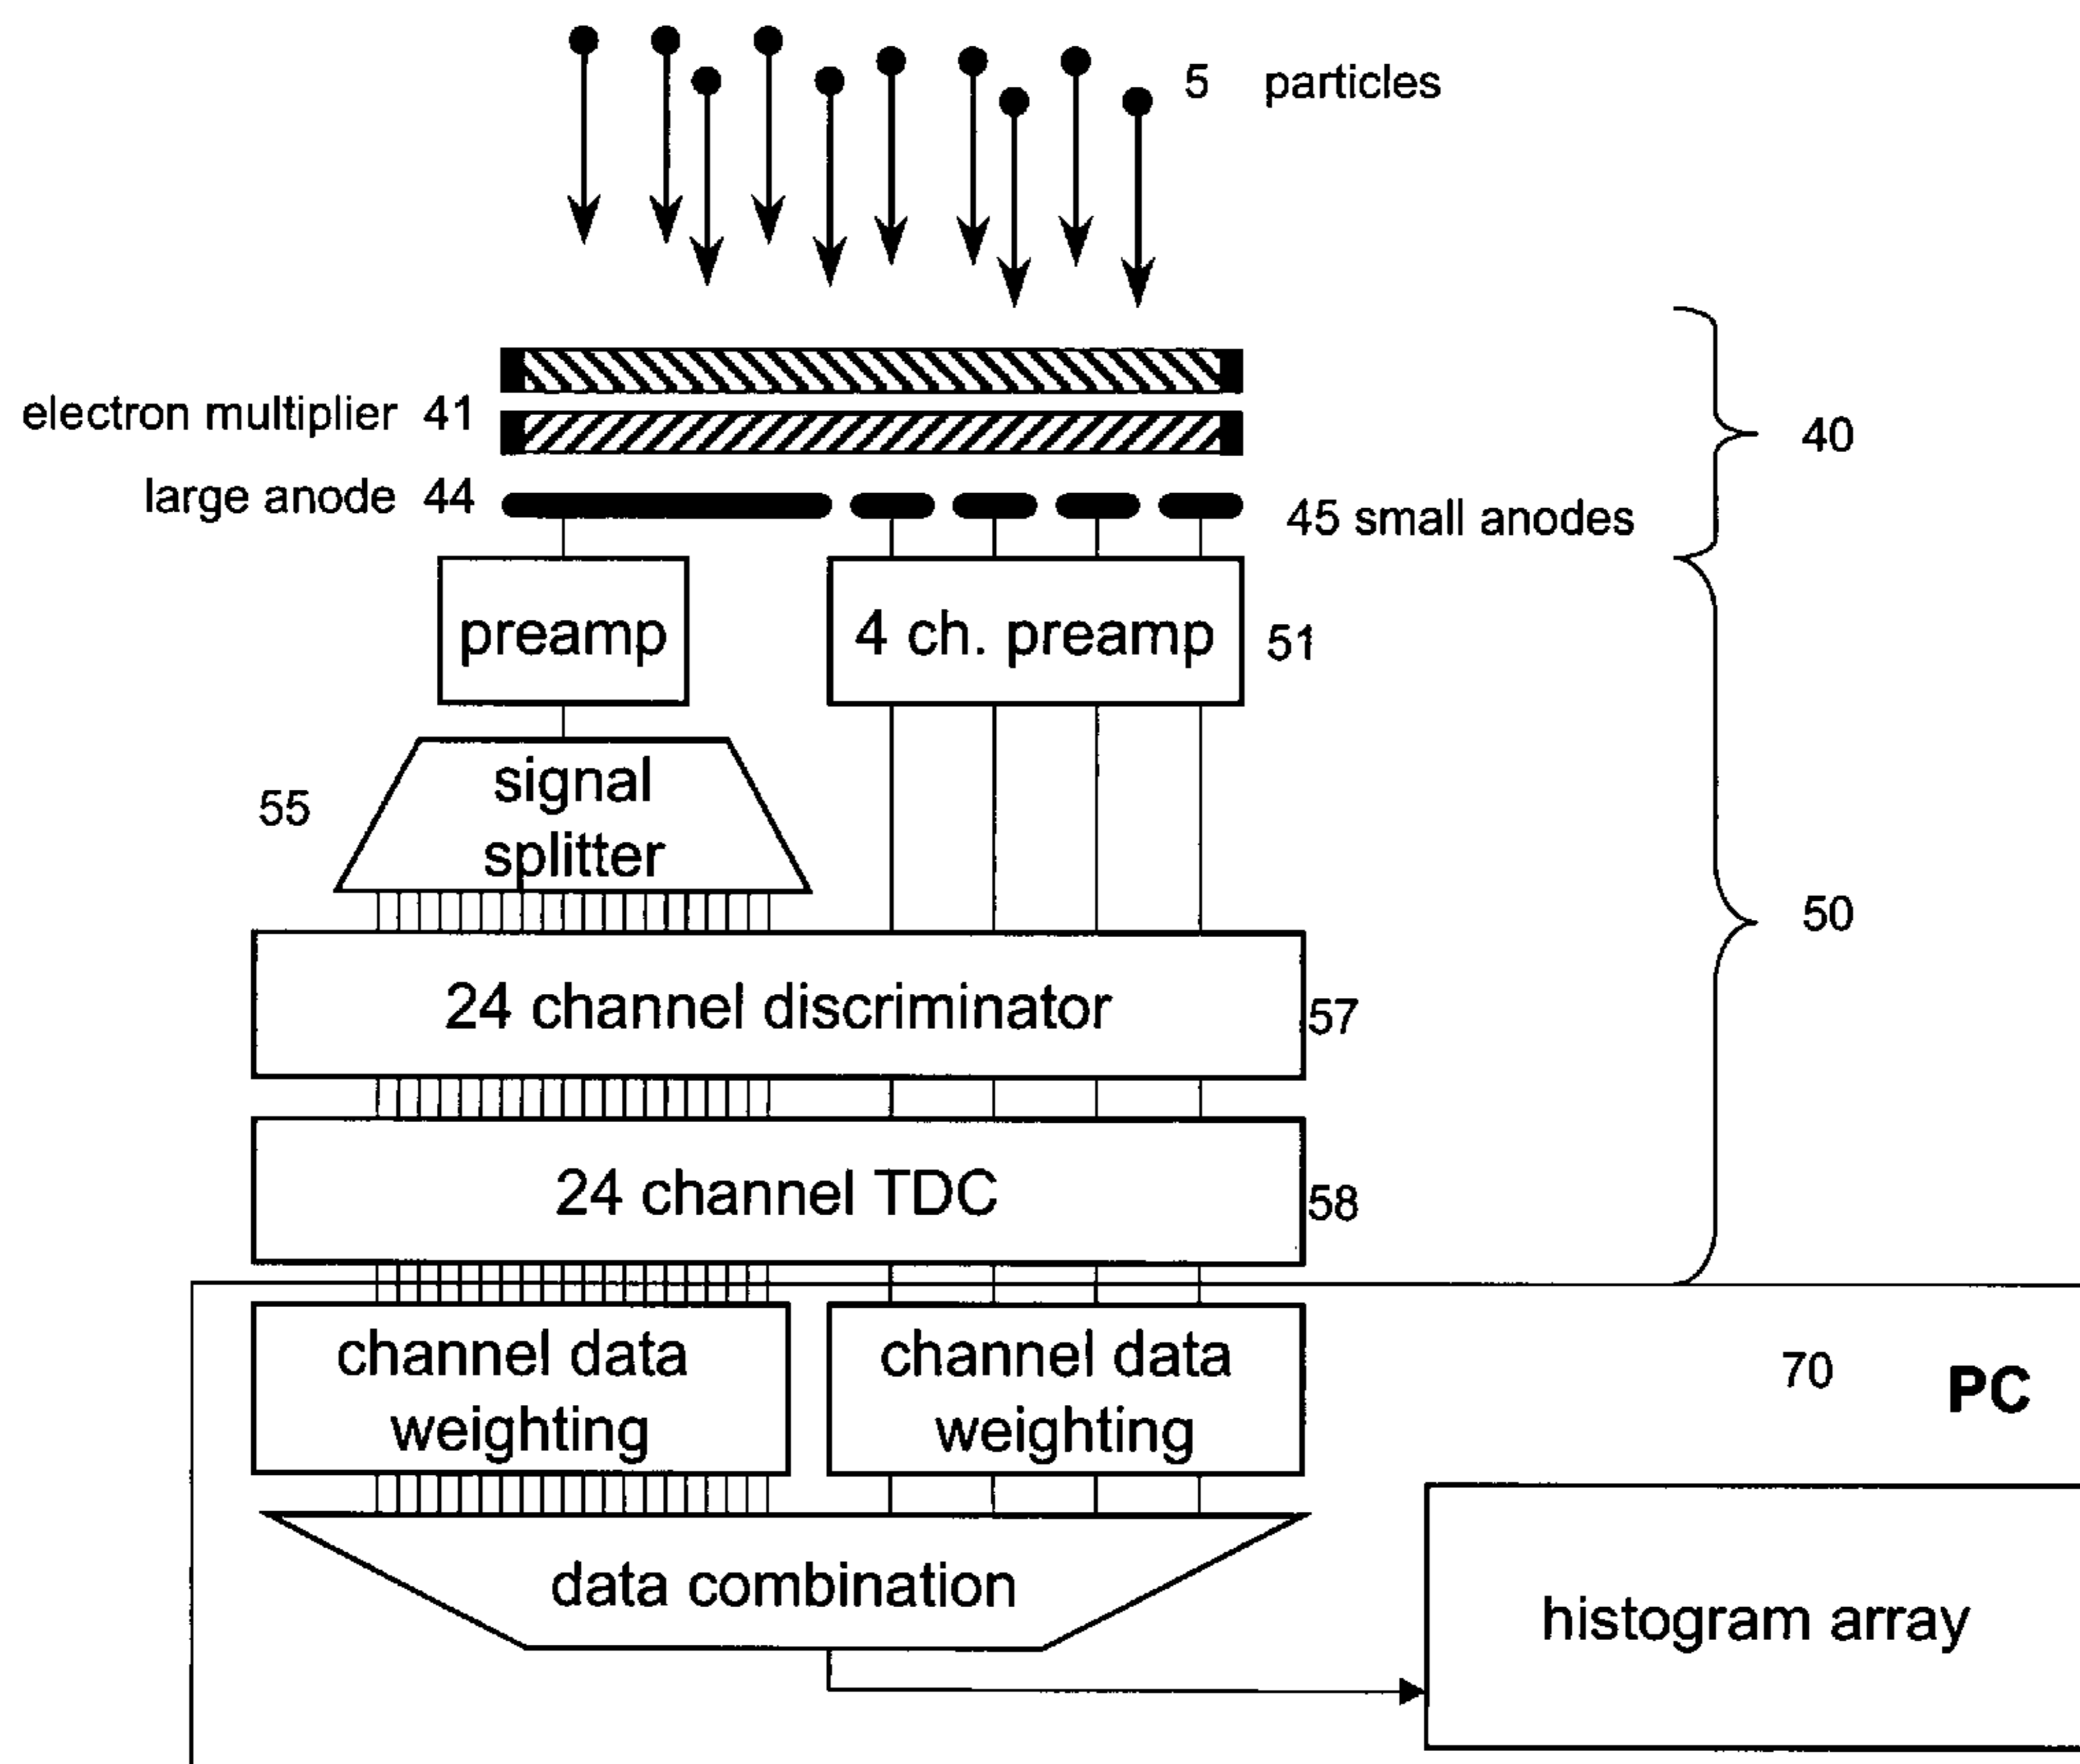 5 particles
electron multiplier 41
40
large anode 44
45 small anodes
preamp
4 ch. preamp
51
signal
splitter
55
50
24 channel discriminator
57
24 channel TDC
58
channel data
weighting
channel data
weighting
70 PC
data combination
histogram array